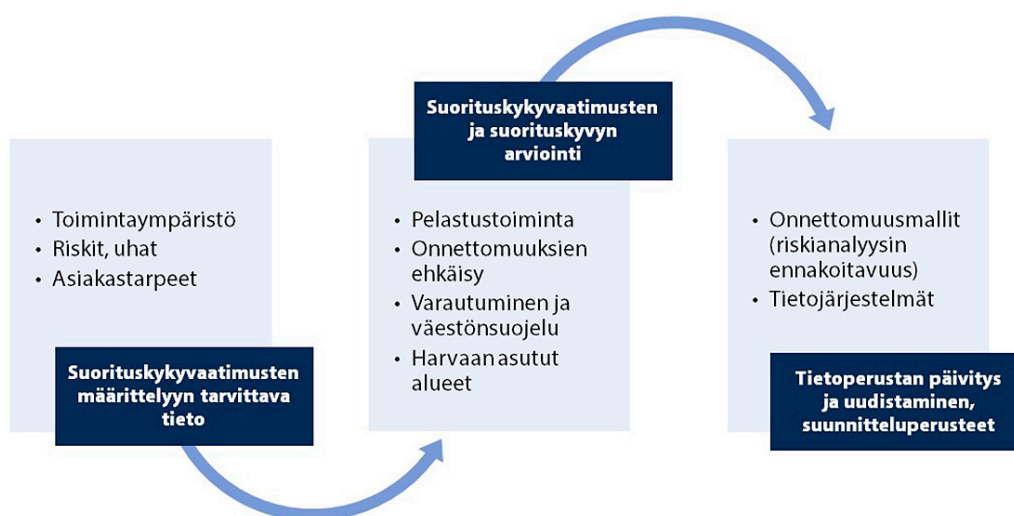 • Toimintaympäristö
• Riskit, uhat
• Asiakastarpeet
Suorituskykyvaatimusten
määrittelyyn tarvittava
tieto
Suorituskykyvaatimusten
ja suorituskyvyn
arviointi
• Pelastustoiminta
• Onnettomuuksien
ehkäisy
• Varautuminen ja
väestönsuojelu
• Harvaan asutut
alueet
• Onnettomuusmallit
(riskianalyysin
ennakoitavuus)
• Tietojärjestelmät
Tietoperustan päivitys
ja uudistaminen,
suunnitteluperusteet